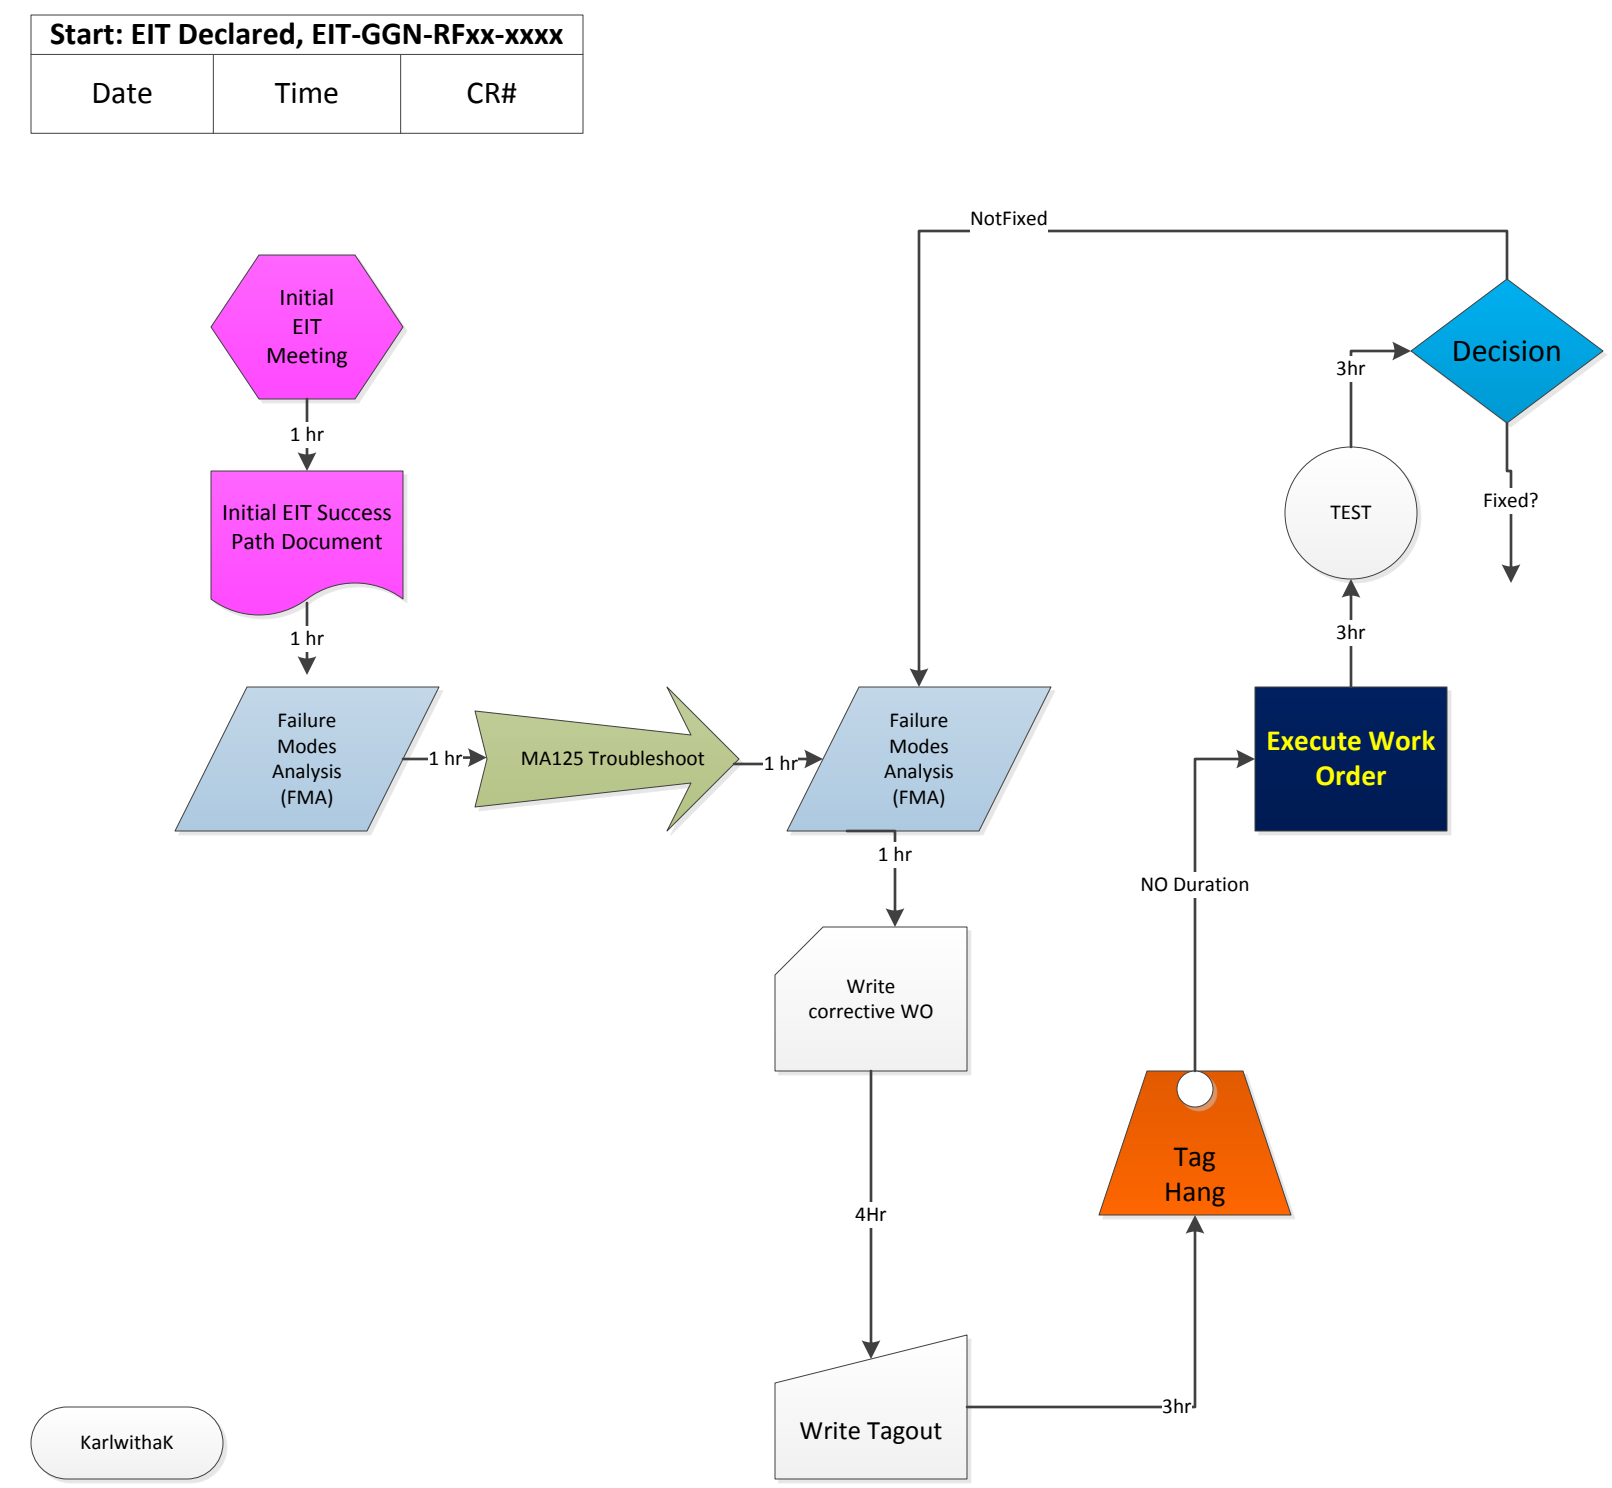 Start: EIT Declared, EIT-GGN-RFxx-xxxx
Date
Time
CR#
Initial
EIT
Meeting
1 hr
Initial EIT Success
Path Document
1 hr
Failure
Modes
Analysis
(FMA)
1 hr
MA125 Troubleshoot
1 hr
Failure
Modes
Analysis
(FMA)
1 hr
Write
corrective WO
4Hr
Write Tagout
3hr
Tag
Hang
NO Duration
Execute Work
Order
3hr
TEST
3hr
Decision
NotFixed
Fixed?
KarlwithaK